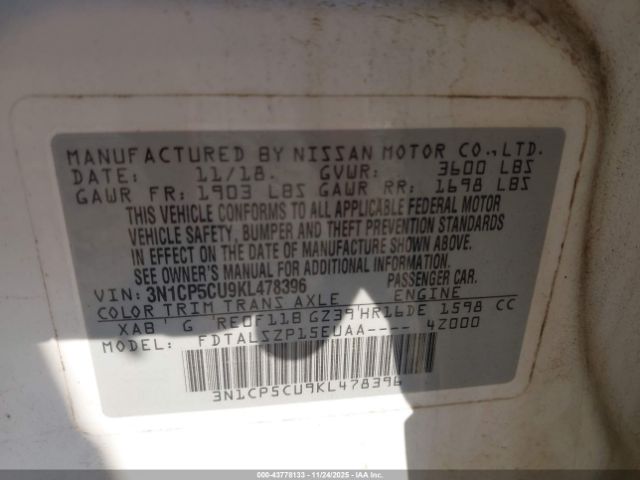 MANUFACTURED BY NISSAN MOTOR CO.,LTD.
DATE: 11/18. GVWR: 3600 LBS
GAWR FR: 1903 LBS GAWR RR: 1698 LBS
THIS VEHICLE CONFORMS TO ALL APPLICABLE FEDERAL MOTOR
VEHICLE SAFETY, BUMPER AND THEFT PREVENTION STANDARDS
IN EFFECT ON THE DATE OF MANUFACTURE SHOWN ABOVE.
SEE OWNER'S MANUAL FOR ADDITIONAL INFORMATION.
VIN: 3N1CP5CU9KL478396 PASSENGER CAR.
COLOR TRIM TRANS AXLE ENGINE
XAB G RE0F11B GZ39 HR16DE 1598 CC
MODEL: FDTALSZP15EUAA---- 4Z000
3N1CP5CU9KL478396
000-43778133 - 11/24/2025 - IAAI.COM